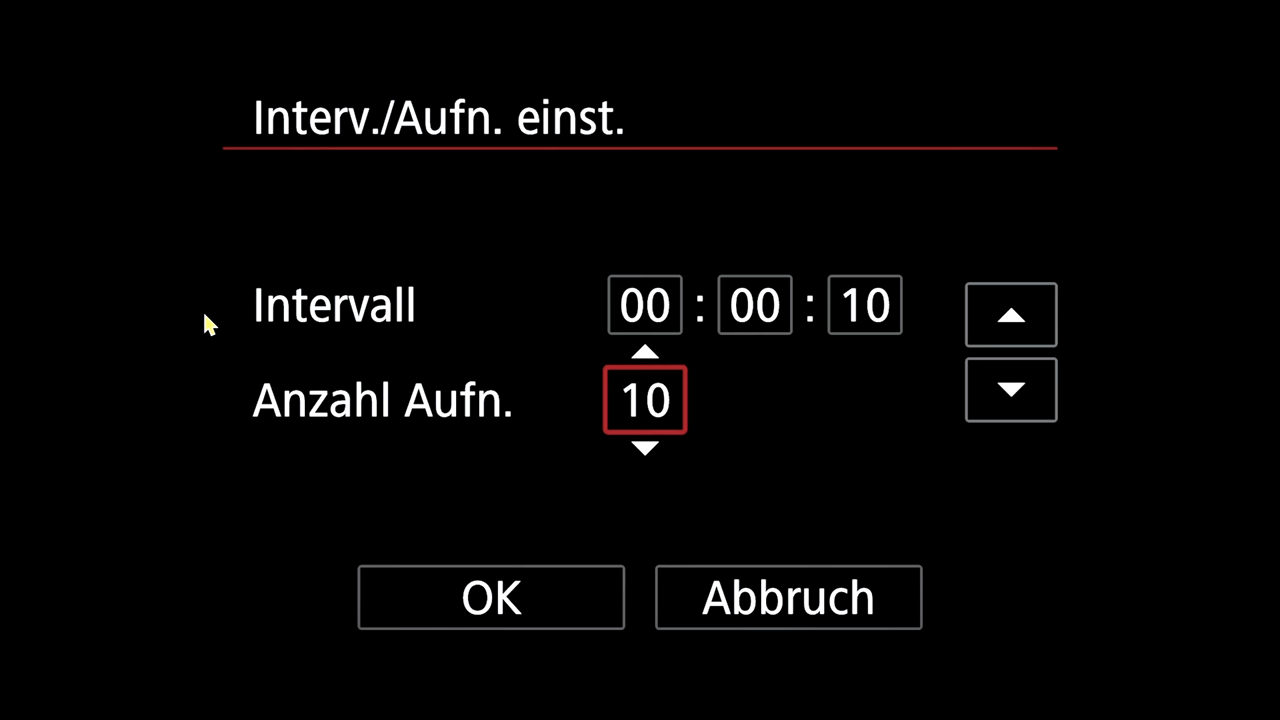 Interv./Aufn. einst.
Intervall 00 : 00 : 10
Anzahl Aufn. 10
OK Abbruch